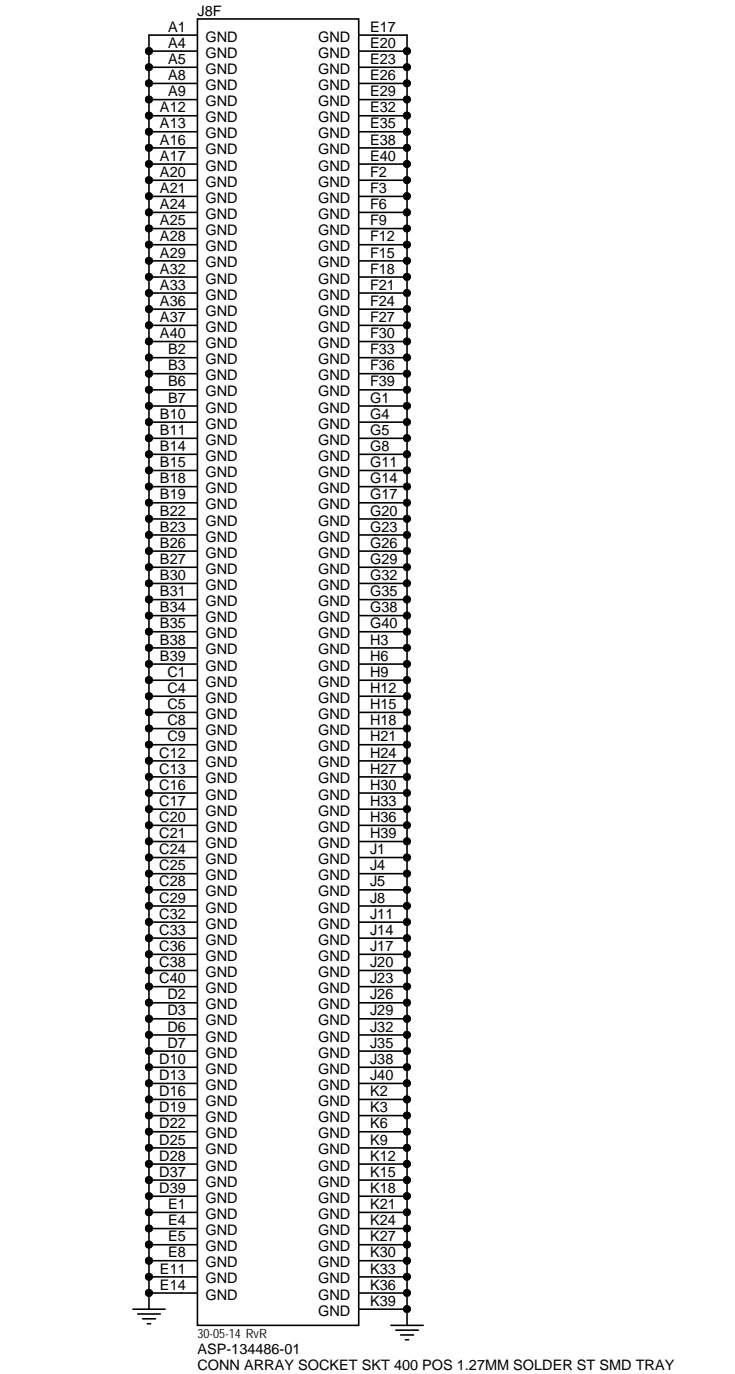 J8F
A1 GND GND E17
A4 GND GND E20
A5 GND GND E23
A8 GND GND E26
A9 GND GND E29
A12 GND GND E32
A13 GND GND E35
A16 GND GND E38
A17 GND GND E40
A20 GND GND F2
A21 GND GND F3
A24 GND GND F6
A25 GND GND F9
A28 GND GND F12
A29 GND GND F15
A32 GND GND F18
A33 GND GND F21
A36 GND GND F24
A37 GND GND F27
A40 GND GND F30
B2 GND GND F33
B3 GND GND F36
B6 GND GND F39
B7 GND GND G1
B10 GND GND G4
B11 GND GND G5
B14 GND GND G8
B15 GND GND G11
B18 GND GND G14
B19 GND GND G17
B22 GND GND G20
B23 GND GND G23
B26 GND GND G26
B27 GND GND G29
B30 GND GND G32
B31 GND GND G35
B34 GND GND G38
B35 GND GND G40
B38 GND GND H3
B39 GND GND H6
C1 GND GND H9
C4 GND GND H12
C5 GND GND H15
C8 GND GND H18
C9 GND GND H21
C12 GND GND H24
C13 GND GND H27
C16 GND GND H30
C17 GND GND H33
C20 GND GND H36
C21 GND GND H39
C24 GND GND J1
C25 GND GND J4
C28 GND GND J5
C29 GND GND J8
C32 GND GND J11
C33 GND GND J14
C36 GND GND J17
C38 GND GND J20
C40 GND GND J23
D2 GND GND J26
D3 GND GND J29
D6 GND GND J32
D7 GND GND J35
D10 GND GND J38
D13 GND GND J40
D16 GND GND K2
D19 GND GND K3
D22 GND GND K6
D25 GND GND K9
D28 GND GND K12
D37 GND GND K15
D39 GND GND K18
E1 GND GND K21
E4 GND GND K24
E5 GND GND K27
E8 GND GND K30
E11 GND GND K33
E14 GND GND K36
GND K39
30-05-14 RvR
ASP-134486-01
CONN ARRAY SOCKET SKT 400 POS 1.27MM SOLDER ST SMD TRAY